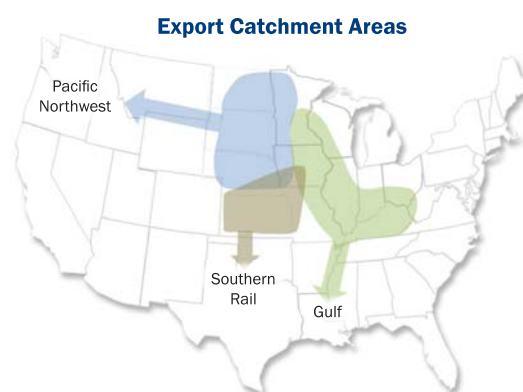 Export Catchment Areas
Pacific
Northwest
Southern
Rail
Gulf